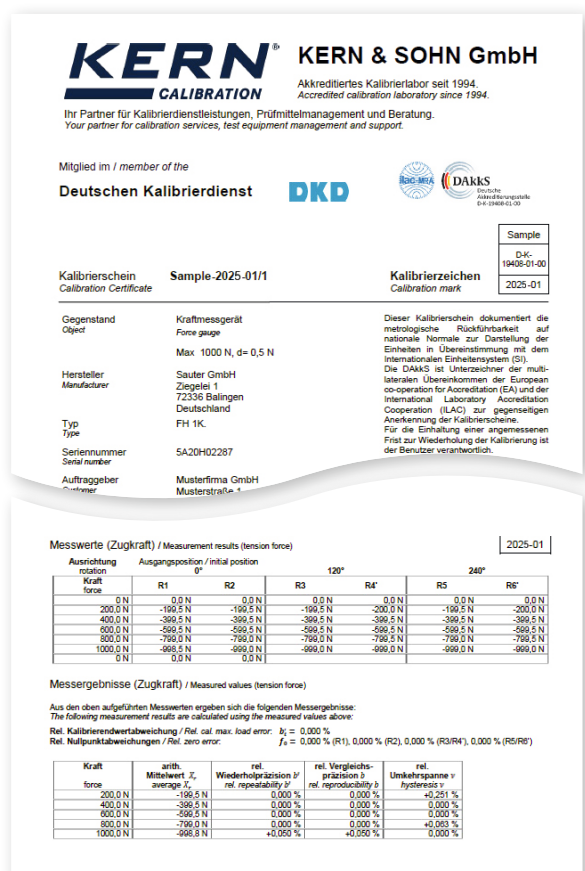 KERN®
CALIBRATION
KERN & SOHN GmbH
Akkreditiertes Kalibrierlabor seit 1994.
Accredited calibration laboratory since 1994.
Ihr Partner für Kalibrierdienstleistungen, Prüfmittelmanagement und Beratung.
Your partner for calibration services, test equipment management and support.
Mitglied im / member of the
Deutschen Kalibrierdienst
DKD
ilac-MRA
DAkkS
Deutsche
Akkreditierungsstelle
D-K-19408-01-00
Sample
D-K-
19408-01-00
2025-01
Kalibrierschein Sample-2025-01/1 Kalibrierzeichen
Calibration Certificate Calibration mark
Gegenstand Kraftmessgerät
Object Force gauge
Max 1000 N, d= 0,5 N
Hersteller Sauter GmbH
Manufacturer Ziegelei 1
72336 Balingen
Deutschland
Typ FH 1K.
Type
Seriennummer 5A20H02287
Serial number
Auftraggeber Musterfirma GmbH
Customer Musterstraße 1
Dieser Kalibrierschein dokumentiert die
metrologische Rückführbarkeit auf
nationale Normale zur Darstellung der
Einheiten in Übereinstimmung mit dem
Internationalen Einheitensystem (SI).
Die DAkkS ist Unterzeichner der multi-
lateralen Übereinkommen der European
co-operation for Accreditation (EA) und der
International Laboratory Accreditation
Cooperation (ILAC) zur gegenseitigen
Anerkennung der Kalibrierscheine.
Für die Einhaltung einer angemessenen
Frist zur Wiederholung der Kalibrierung ist
der Benutzer verantwortlich.
Messwerte (Zugkraft) / Measurement results (tension force) 2025-01
Ausrichtung Ausgangsposition / initial position
rotation 0° 120° 240°
Kraft
force R1 R2 R3 R4' R5 R6'
0 N 0,0 N 0,0 N 0,0 N 0,0 N 0,0 N 0,0 N
200,0 N -199,5 N -199,5 N -199,5 N -200,0 N -199,5 N -200,0 N
400,0 N -399,5 N -399,5 N -399,5 N -399,5 N -399,5 N -399,5 N
600,0 N -599,5 N -599,5 N -599,5 N -599,5 N -599,5 N -599,5 N
800,0 N -799,0 N -799,0 N -799,0 N -799,5 N -799,0 N -799,5 N
1000,0 N -998,5 N -999,0 N -999,0 N -999,0 N -999,0 N -999,0 N
0 N 0,0 N 0,0 N
Messergebnisse (Zugkraft) / Measured values (tension force)
Aus den oben aufgeführten Messwerten ergeben sich die folgenden Messergebnisse:
The following measurement results are calculated using the measured values above:
Rel. Kalibrierendwertabweichung / Rel. cal. max. load error: = 0,000 %
Rel. Nullpunktabweichungen / Rel. zero error: f₀ = 0,000 % (R1), 0,000 % (R2), 0,000 % (R3/R4'), 0,000 % (R5/R6')
Kraft arith. rel. rel. Vergleichs- rel.
Mittelwert X̄ᵣ Wiederholpräzision b' präzision b Umkehrspanne v
force average X̄ᵣ rel. repeatability b' rel. reproducibility b hysteresis v
200,0 N -199,5 N 0,000 % 0,000 % +0,251 %
400,0 N -399,5 N 0,000 % 0,000 % 0,000 %
600,0 N -599,5 N 0,000 % 0,000 % 0,000 %
800,0 N -799,0 N 0,000 % 0,000 % +0,063 %
1000,0 N -998,8 N +0,050 % +0,050 % 0,000 %